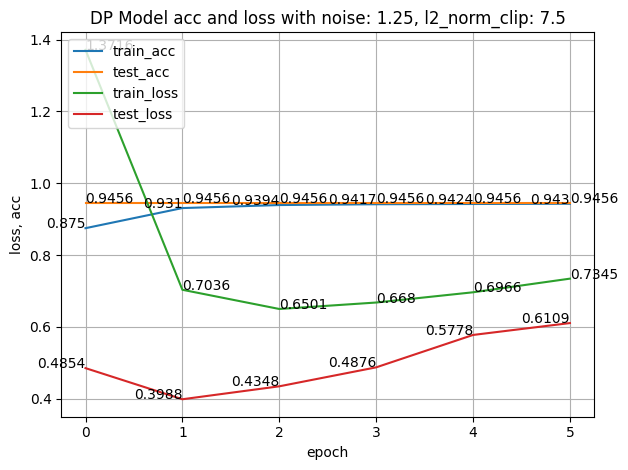 DP Model acc and loss with noise: 1.25, l2_norm_clip: 7.5
1.4
1.3716
train_acc
test_acc
train_loss
test_loss
1.2
1.0
0.9456 0.9456 0.9456 0.9456 0.9456 0.9456
0.875 0.931 0.9394 0.9417 0.9424 0.943
0.8
0.7036 0.6501 0.668 0.6966 0.7345
0.6
0.4854 0.3988 0.4348 0.4876 0.5778 0.6109
0.4
loss, acc
0 1 2 3 4 5
epoch